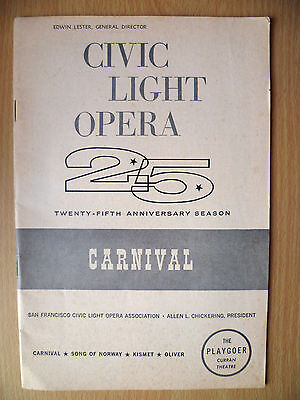 EDWIN LESTER, GENERAL DIRECTOR
CIVIC
LIGHT
OPERA
25
TWENTY-FIFTH ANNIVERSARY SEASON
CARNIVAL
SAN FRANCISCO CIVIC LIGHT OPERA ASSOCIATION • ALLEN L. CHICKERING, PRESIDENT
CARNIVAL ★ SONG OF NORWAY ★ KISMET ★ OLIVER
THE
PLAYGOER
CURRAN
THEATRE